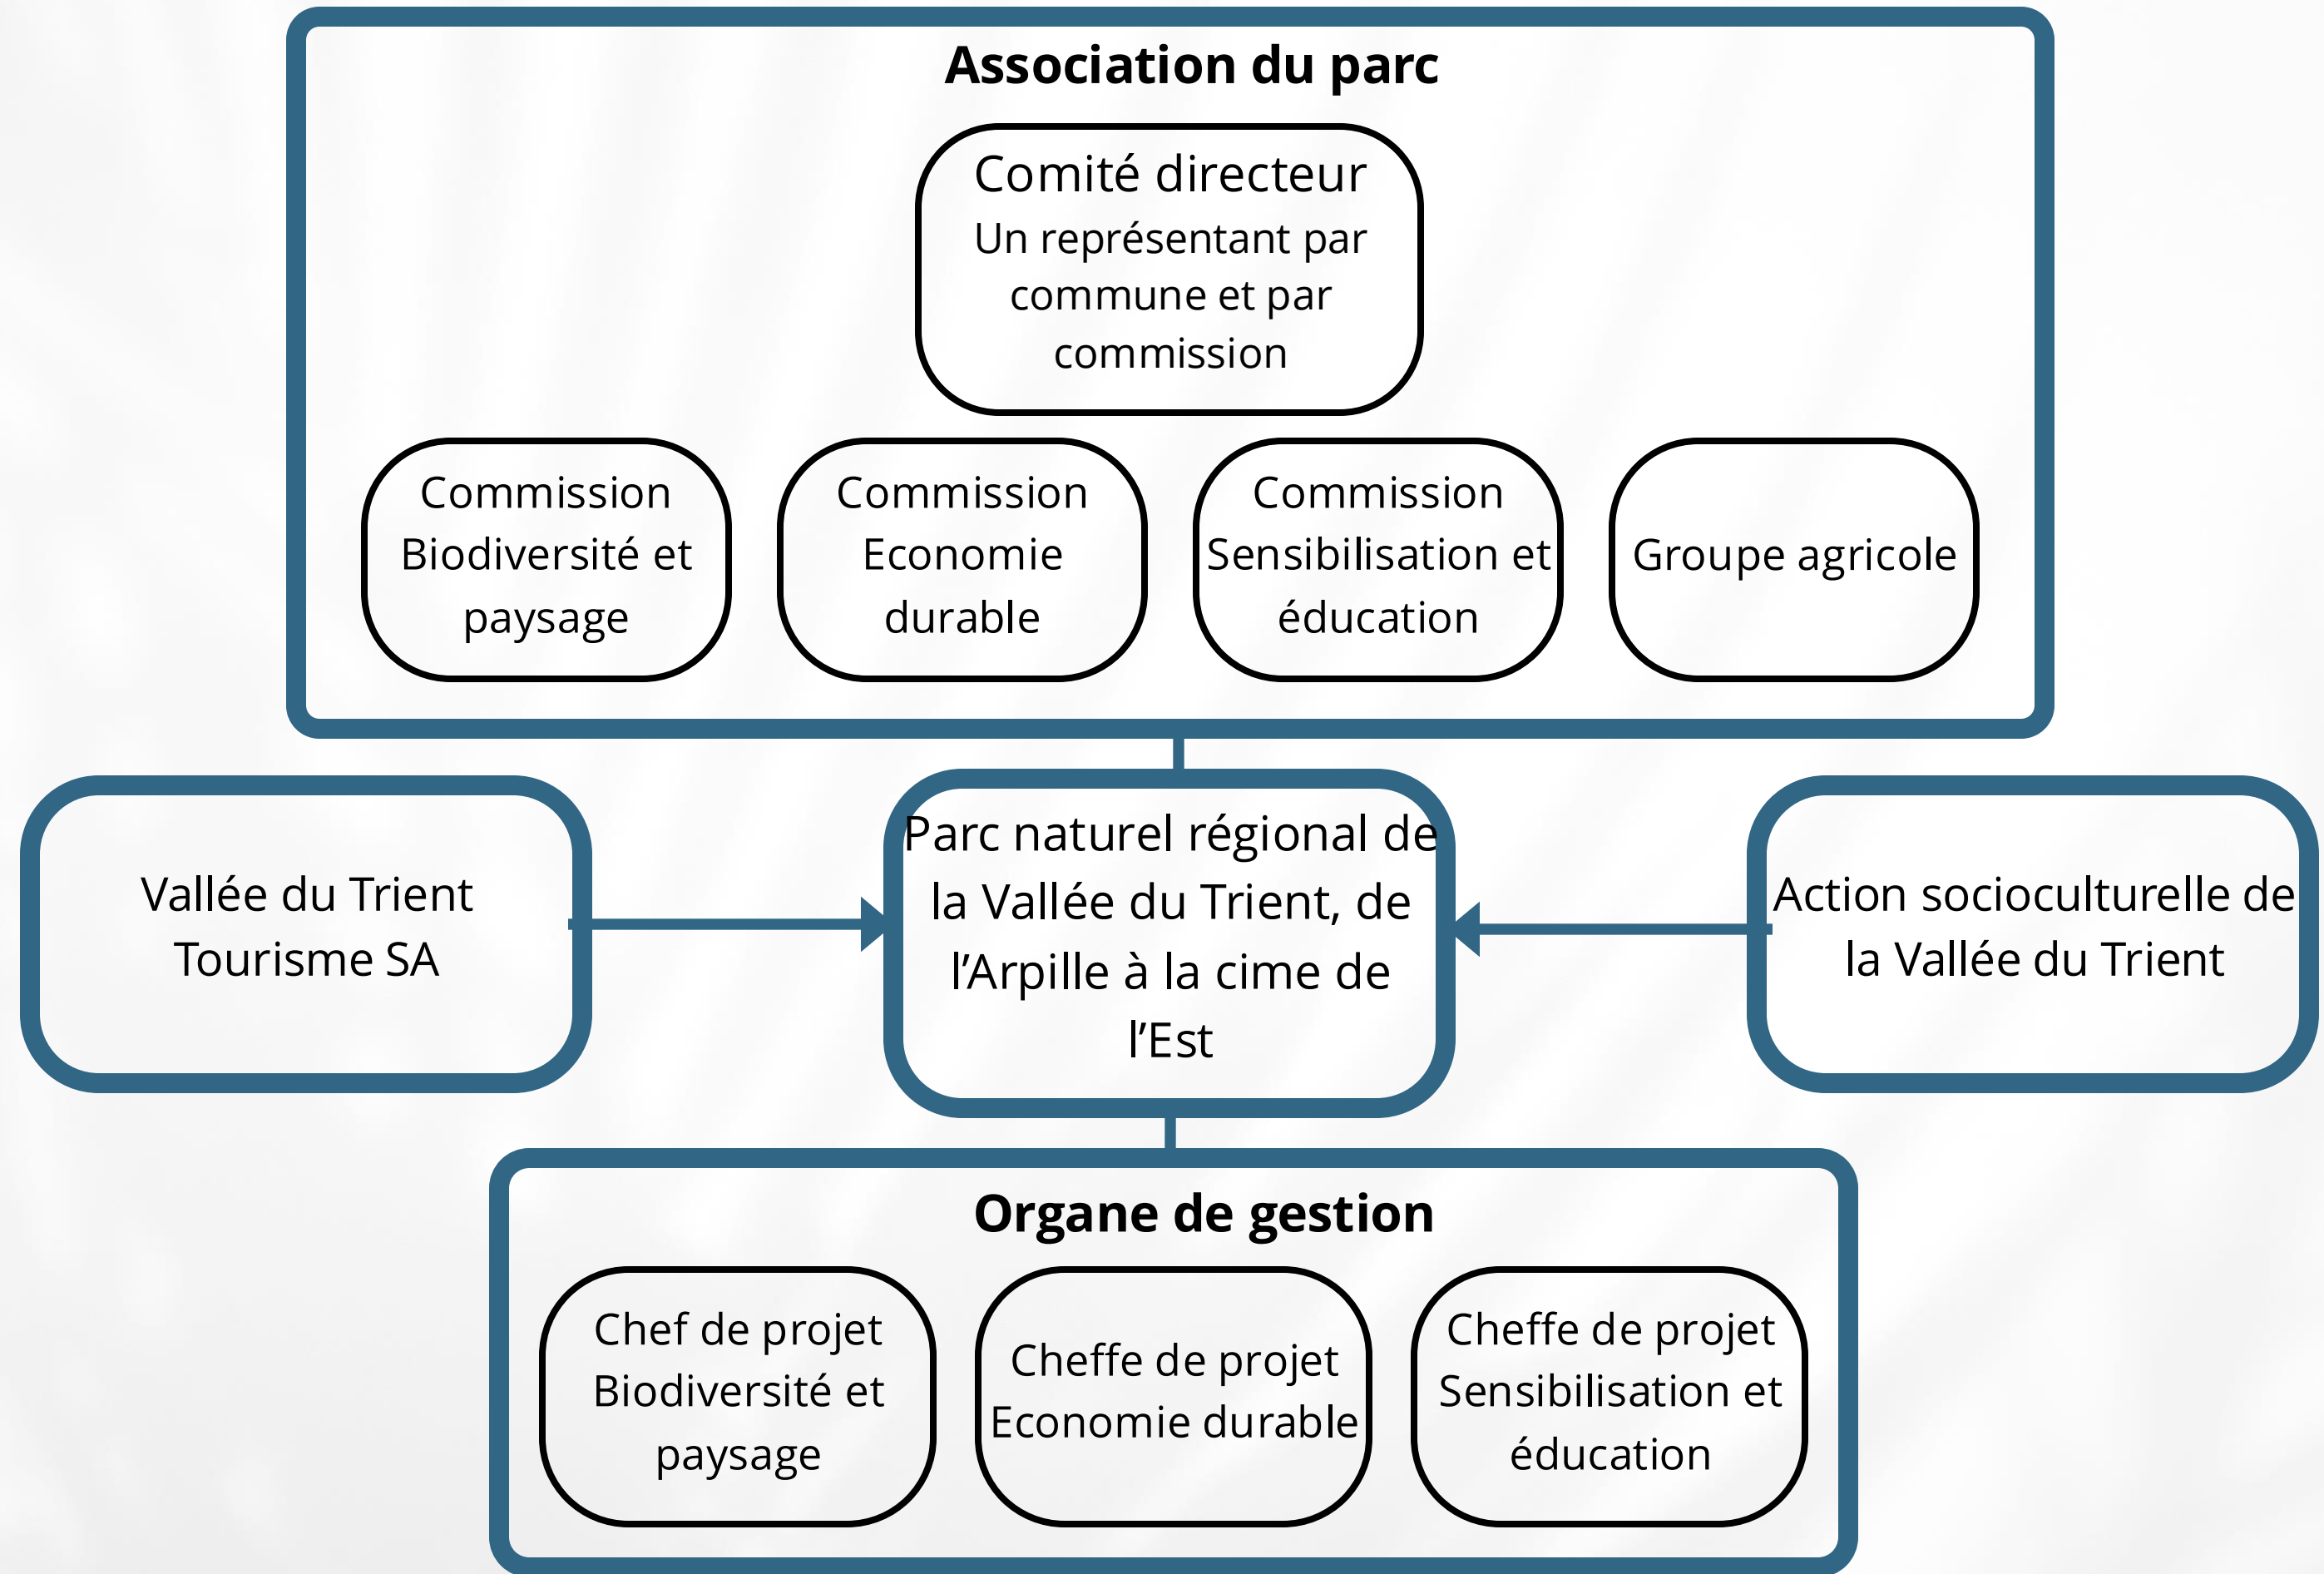 Association du parc
Comité directeur
Un représentant par
commune et par
commission
Commission
Biodiversité et
paysage
Commission
Economie
durable
Commission
Sensibilisation et
éducation
Groupe agricole
Vallée du Trient
Tourisme SA
Parc naturel régional de
la Vallée du Trient, de
l’Arpille à la cime de
l’Est
Action socioculturelle de
la Vallée du Trient
Organe de gestion
Chef de projet
Biodiversité et
paysage
Cheffe de projet
Economie durable
Cheffe de projet
Sensibilisation et
éducation